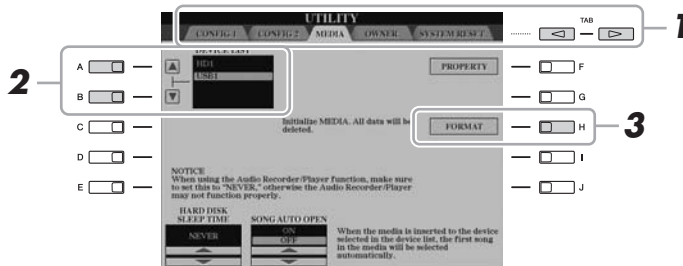 UTILITY
CONFIG 1 CONFIG 2 MEDIA OWNER SYSTEM RESET
TAB
1
DEVICE LIST
HD1
USB1
2
A
B
C
D
E
PROPERTY
F
G
Initialize MEDIA. All data will be
deleted.
FORMAT
H
3
I
J
NOTICE
When using the Audio Recorder/Player function, make sure
to set this to "NEVER," otherwise the Audio Recorder/Player
may not function properly.
HARD DISK
SLEEP TIME
NEVER
SONG AUTO OPEN
ON
OFF
When the media is inserted to the device
selected in the device list, the first song
in the media will be selected
automatically.